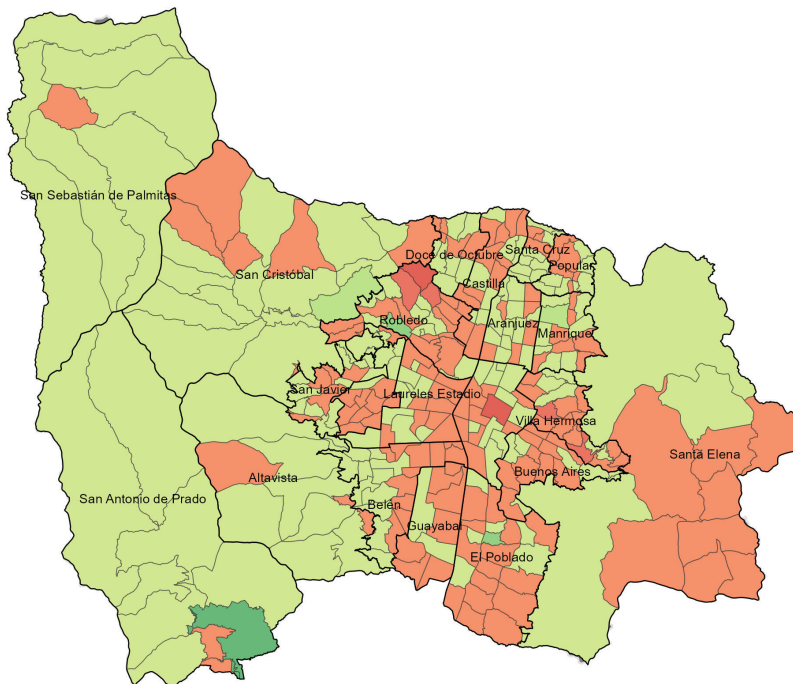 San Sebastián de Palmitas
San Cristóbal
Doce de Octubre
Santa Cruz
Popular
Castilla
Robledo
Aranjuez
Manrique
San Javier
Laureles Estadio
Villa Hermosa
Buenos Aires
Santa Elena
San Antonio de Prado
Altavista
Belén
Guayabal
El Poblado